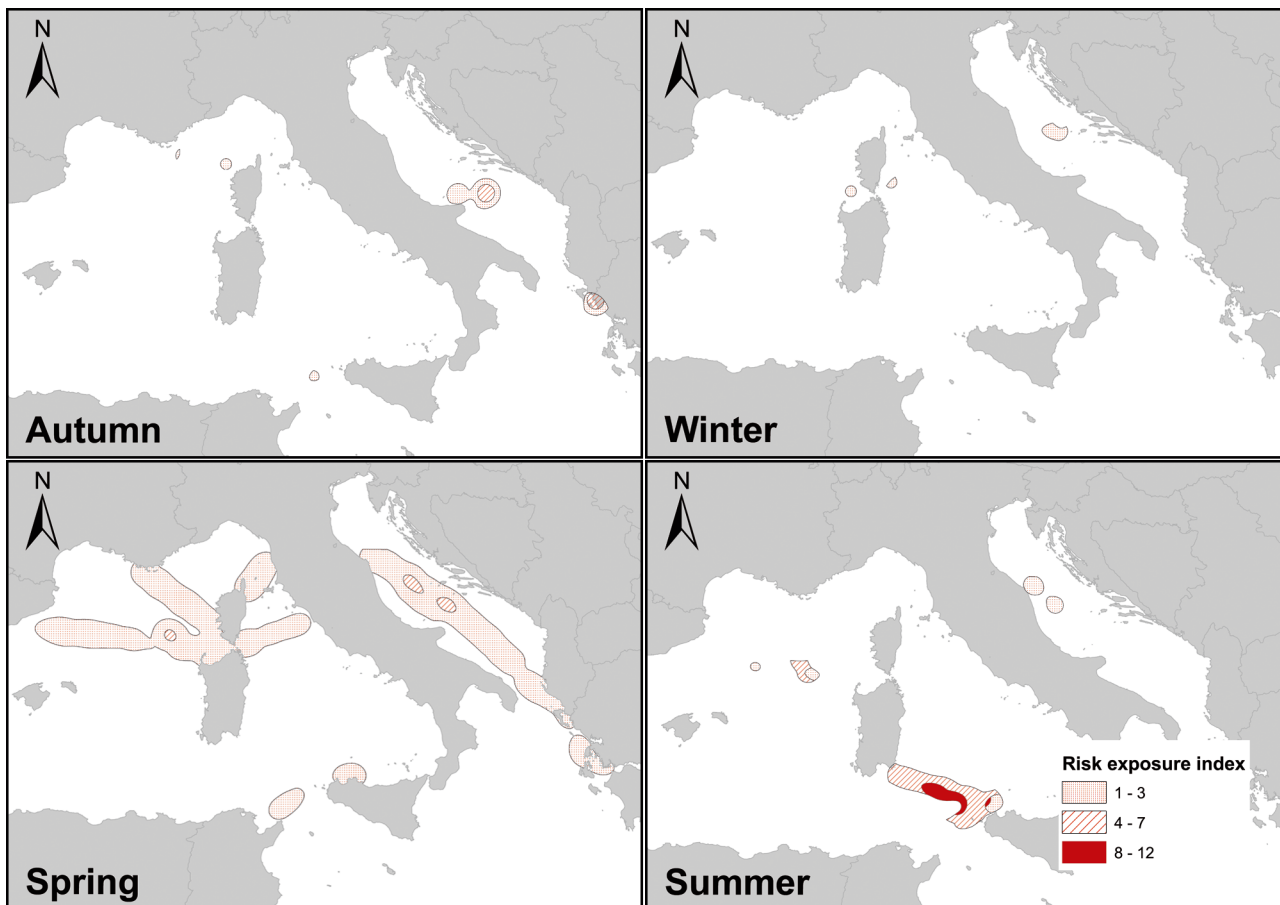 N
Autumn
N
Winter
N
Spring
N
Summer
Risk exposure index
1 - 3
4 - 7
8 - 12